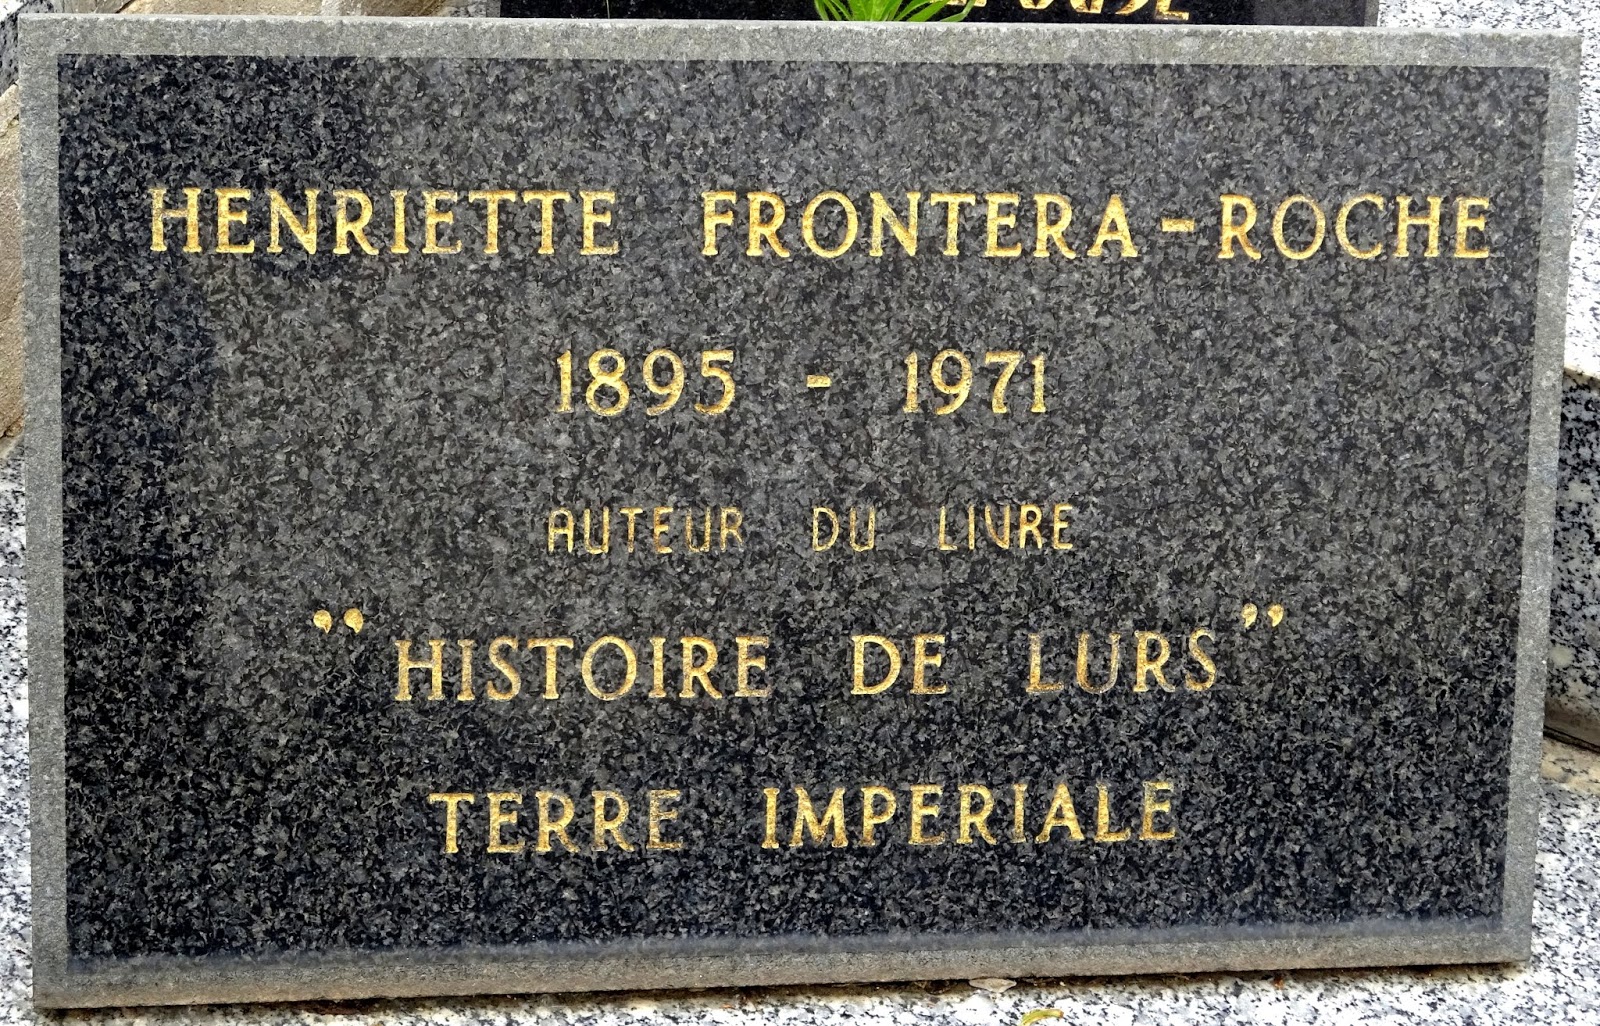 HENRIETTE FRONTERA-ROCHE
1895 - 1971
AUTEUR DU LIVRE
"HISTOIRE DE LURS"
TERRE IMPERIALE